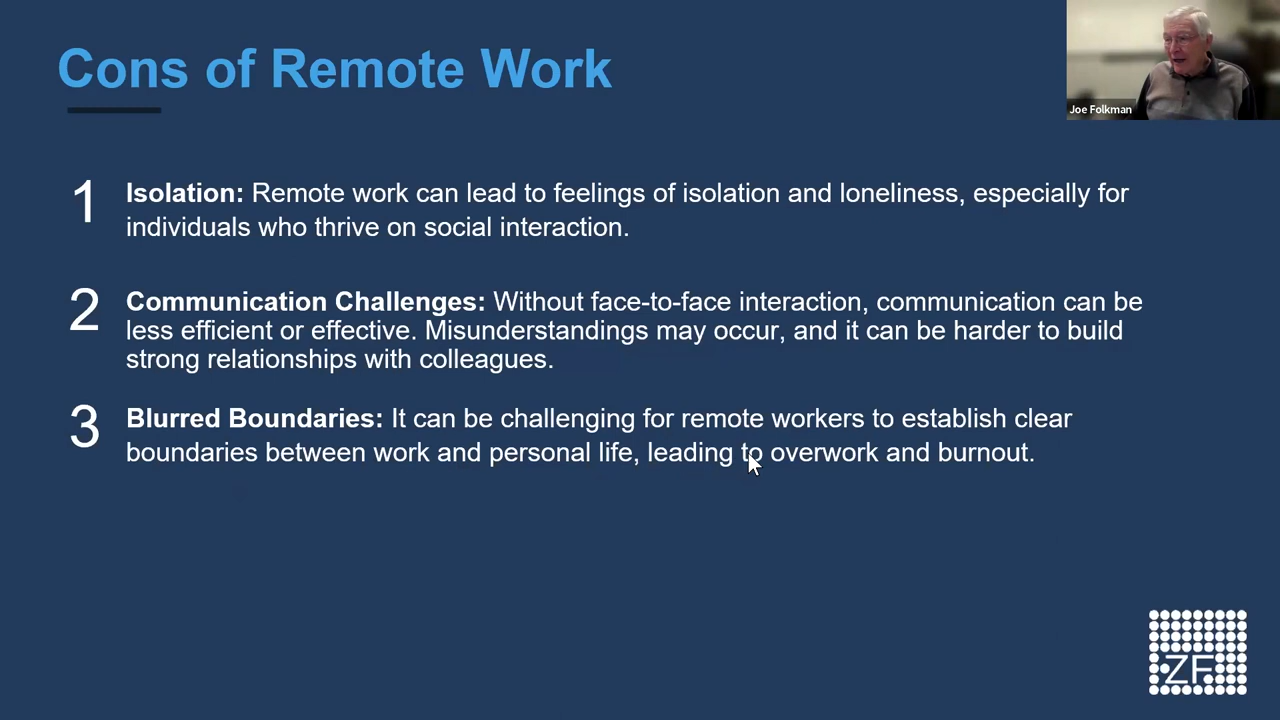 Cons of Remote Work
Joe Folkman
1
Isolation: Remote work can lead to feelings of isolation and loneliness, especially for
individuals who thrive on social interaction.
2
Communication Challenges: Without face-to-face interaction, communication can be
less efficient or effective. Misunderstandings may occur, and it can be harder to build
strong relationships with colleagues.
3
Blurred Boundaries: It can be challenging for remote workers to establish clear
boundaries between work and personal life, leading to overwork and burnout.
ZF